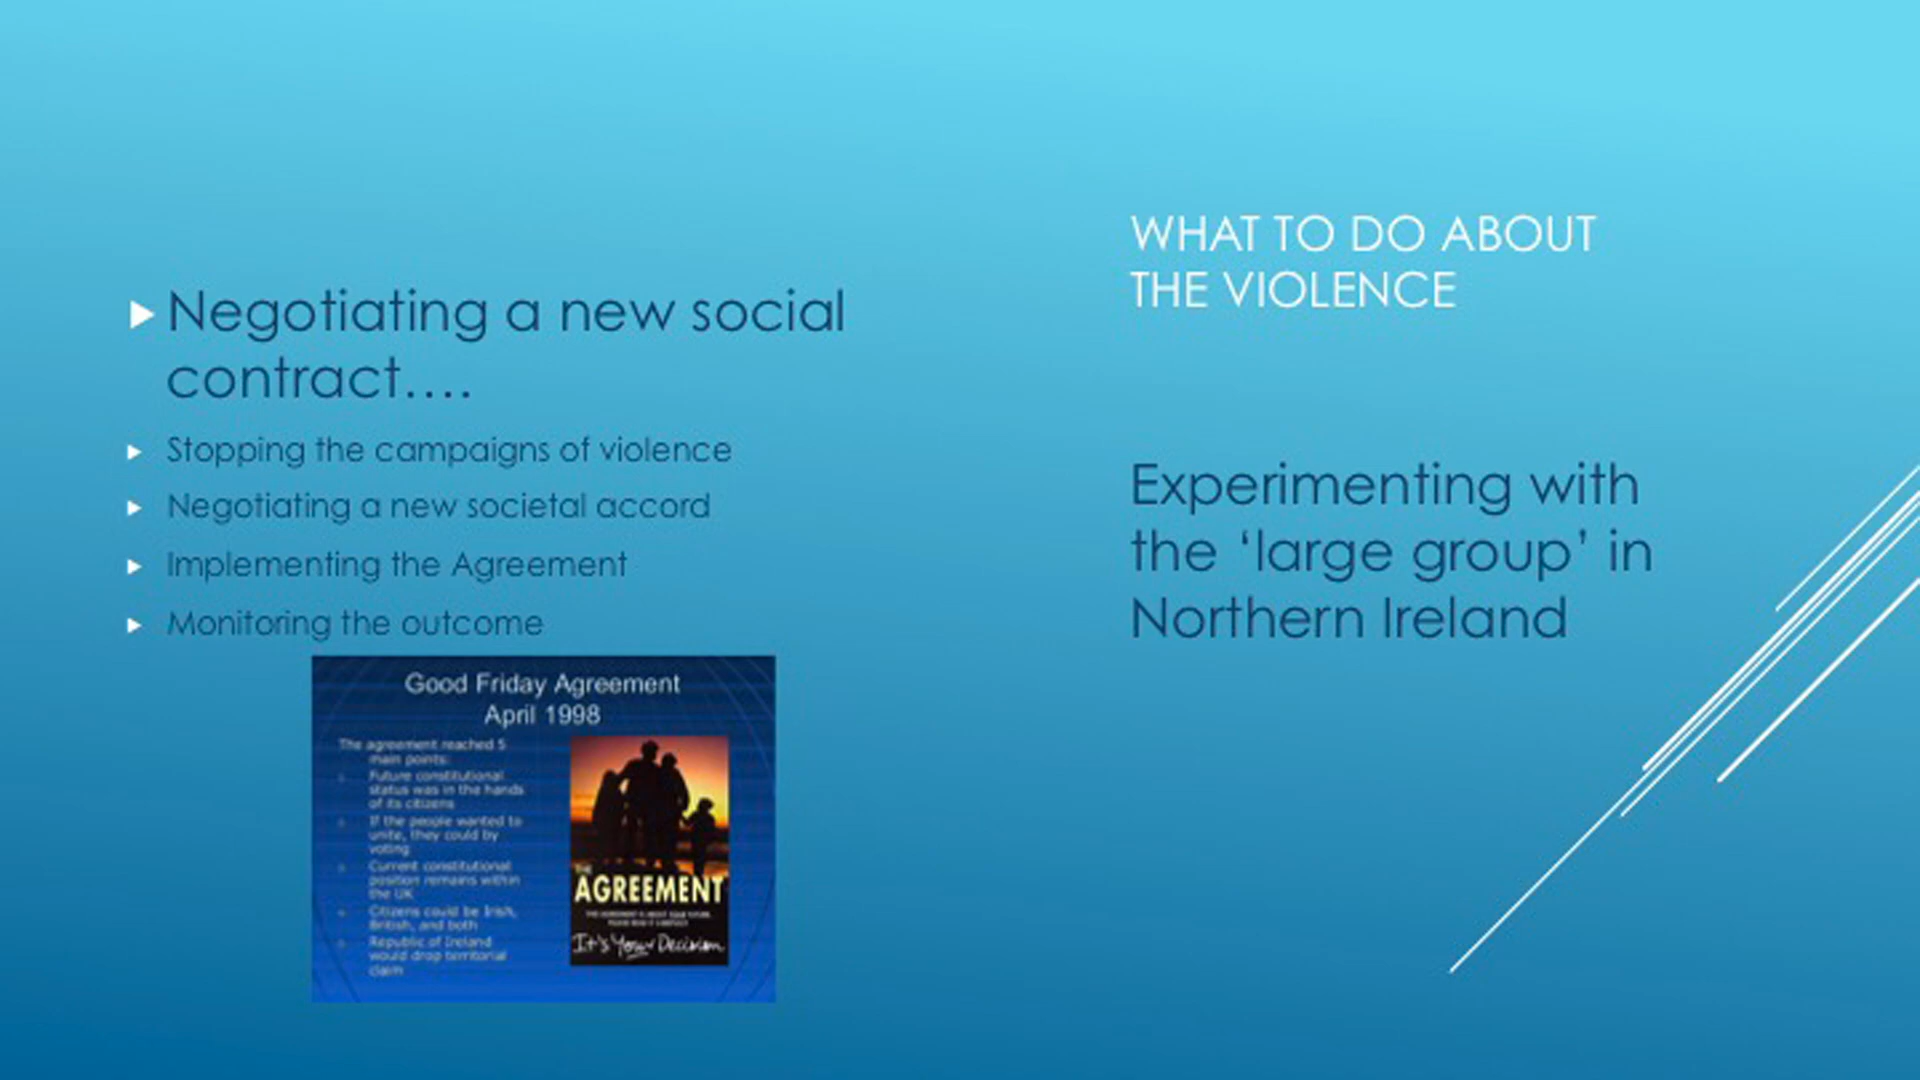 Negotiating a new social
contract....
Stopping the campaigns of violence
Negotiating a new societal accord
Implementing the Agreement
Monitoring the outcome
Good Friday Agreement
April 1998
The agreement reached 5
main points:
Future constitutional
status was in the hands
of its citizens
If the people wanted to
unite, they could by
voting
Current constitutional
position remains within
the UK
Citizens could be Irish,
British, and both
Republic of Ireland
would drop territorial
claim
THE
AGREEMENT
It's Your Decision
WHAT TO DO ABOUT
THE VIOLENCE
Experimenting with
the ‘large group’ in
Northern Ireland